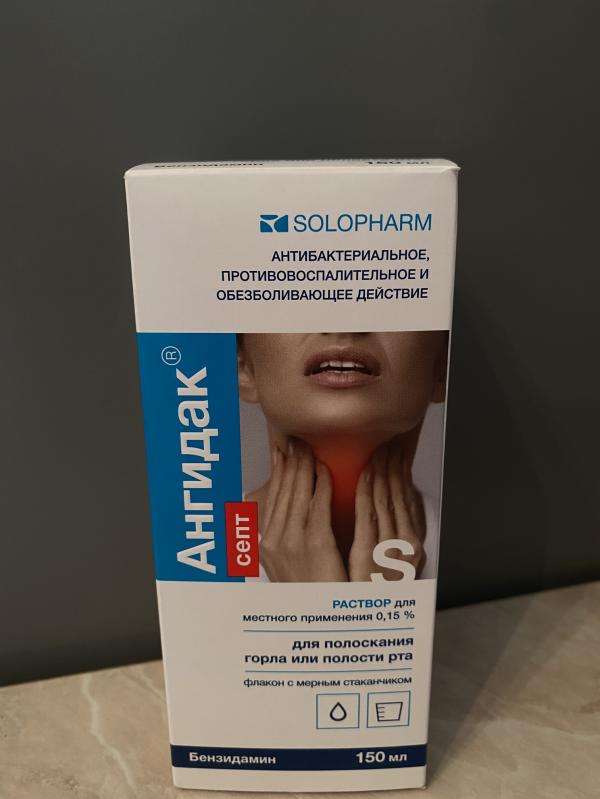 Бензидамин 150 мл
SOLOPHARM
АНТИБАКТЕРИАЛЬНОЕ,
ПРОТИВОВОСПАЛИТЕЛЬНОЕ И
ОБЕЗБОЛИВАЮЩЕЕ ДЕЙСТВИЕ
Ангидак®
септ
S
РАСТВОР для
местного применения 0,15 %
для полоскания
горла или полости рта
флакон с мерным стаканчиком
Бензидамин 150 мл